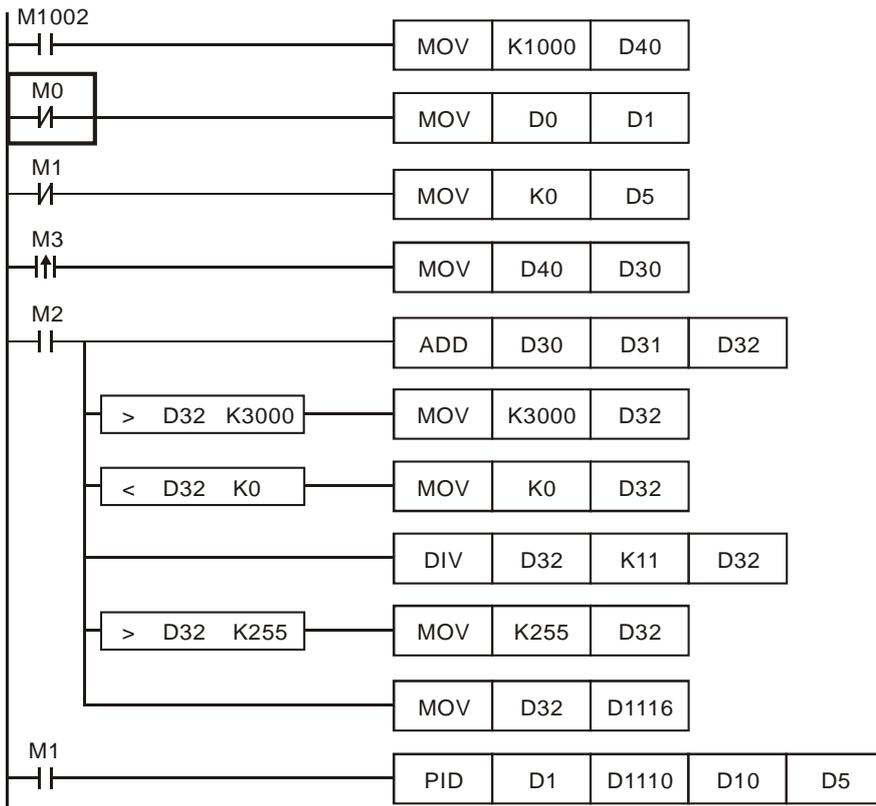 M1002
MOV K1000 D40
M0
MOV D0 D1
M1
MOV K0 D5
M3
MOV D40 D30
M2
ADD D30 D31 D32
> D32 K3000 MOV K3000 D32
< D32 K0 MOV K0 D32
DIV D32 K11 D32
> D32 K255 MOV K255 D32
MOV D32 D1116
M1
PID D1 D1110 D10 D5